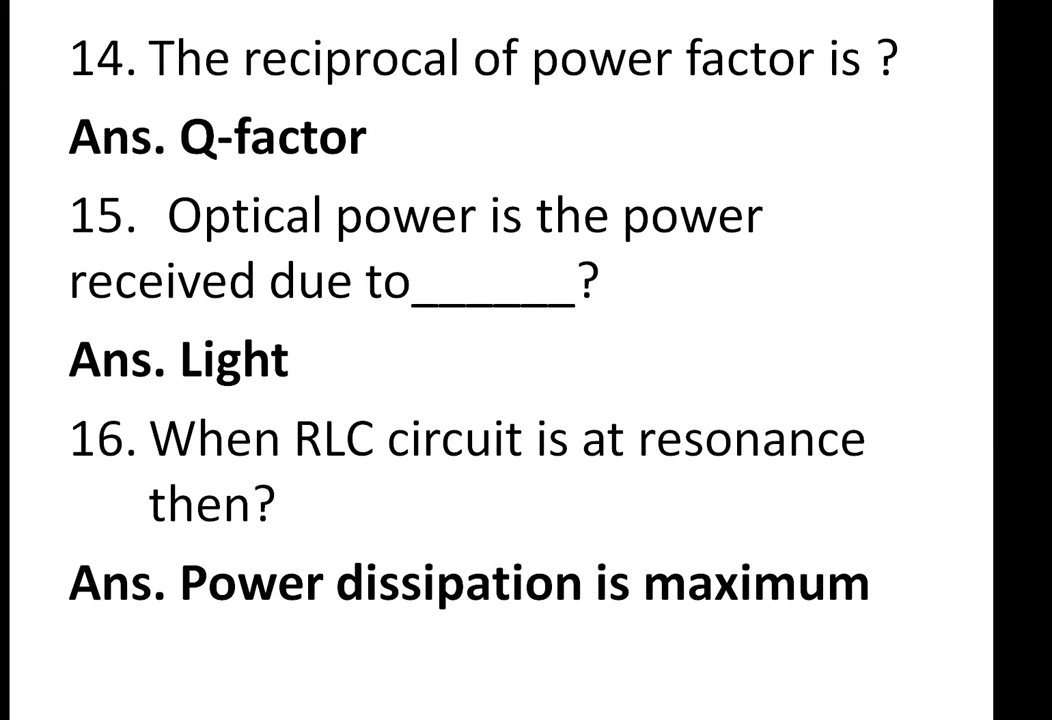 14. The reciprocal of power factor is ?
Ans. Q-factor
15. Optical power is the power
received due to______?
Ans. Light
16. When RLC circuit is at resonance
then?
Ans. Power dissipation is maximum